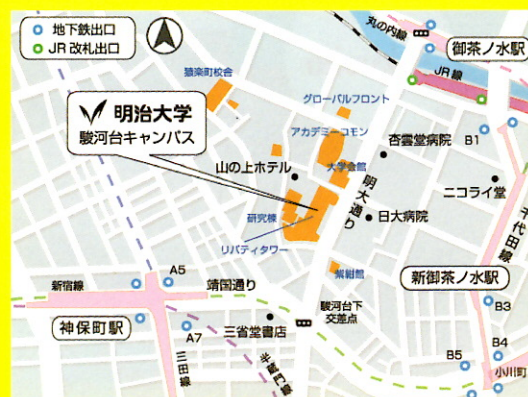 地下鉄出口
JR 改札出口
丸の内線
御茶ノ水駅
JR 線
猿楽町校舎
グローバルフロント
明治大学
駿河台キャンパス
アカデミーコモン
杏雲堂病院
B1
山の上ホテル
大学会館
明大通り
ニコライ堂
千代田線
研究棟
日大病院
リバティタワー
紫紺館
新御茶ノ水駅
新宿線
A5
靖国通り
B3
神保町駅
A7
三省堂書店
駿河台下
交差点
三田線
半蔵門線
B4
B5
小川町